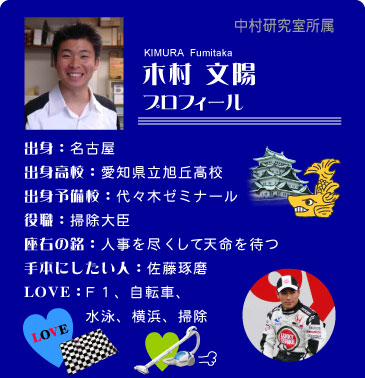 中村研究室所属
KIMURA Fumitaka
木村 文陽
プロフィール
出身：名古屋
出身高校：愛知県立旭丘高校
出身予備校：代々木ゼミナール
役職：掃除大臣
座右の銘：人事を尽くして天命を待つ
手本にしたい人：佐藤琢磨
LOVE：Ｆ１、自転車、
水泳、横浜、掃除
LOVE